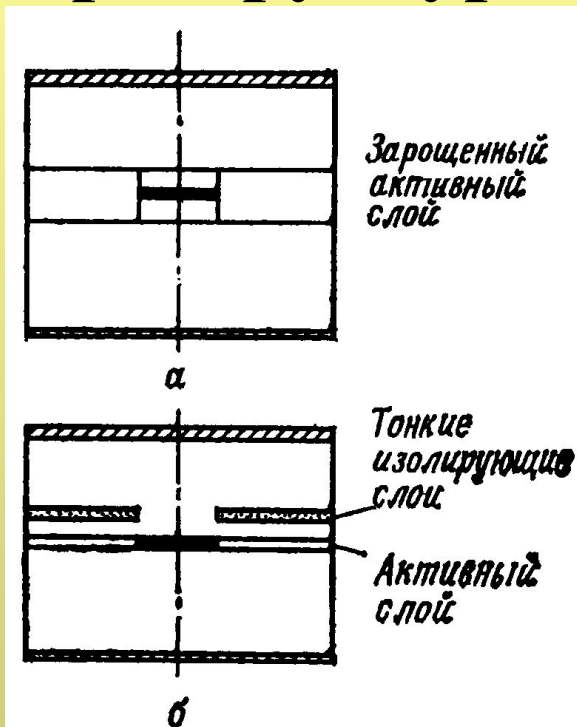 Зарощенный
активный
слой
а
Тонкие
изолирующие
слои
Активный
слой
б